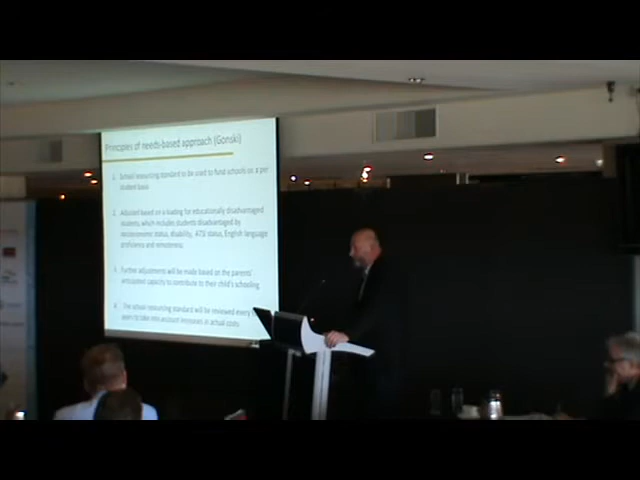 Principles of needs-based approach (Gonski)
1. School resourcing standard to be used to fund schools on a per
student basis
2. Adjusted based on a loading for educationally disadvantaged
students, which includes students disadvantaged by
socioeconomic status, disability, ATSI status, English language
proficiency and remoteness.
3. Further adjustments will be made based on the parents'
anticipated capacity to contribute to their child's schooling
4. The school resourcing standard will be reviewed every
years to take into account increases in actual costs